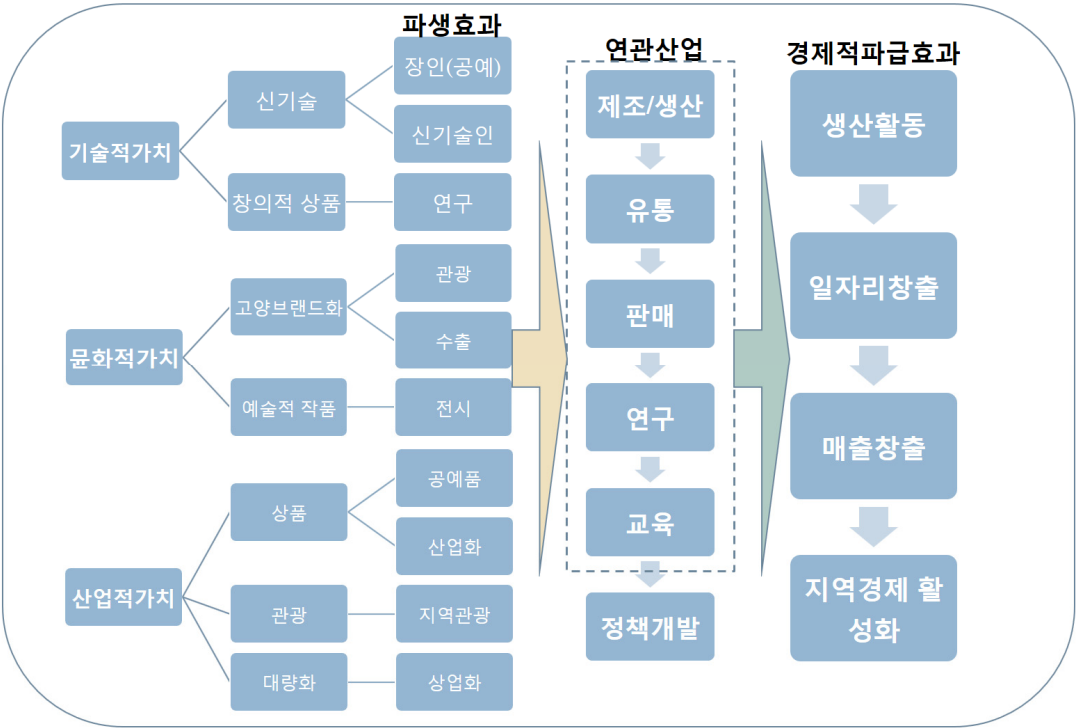 파생효과
연관산업
경제적파급효과
기술적가치
신기술
창의적 상품
장인(공예)
신기술인
연구
문화적가치
고양브랜드화
예술적 작품
관광
수출
전시
산업적가치
상품
관광
대량화
공예품
산업화
지역관광
상업화
제조/생산
유통
판매
연구
교육
정책개발
생산활동
일자리창출
매출창출
지역경제 활
성화